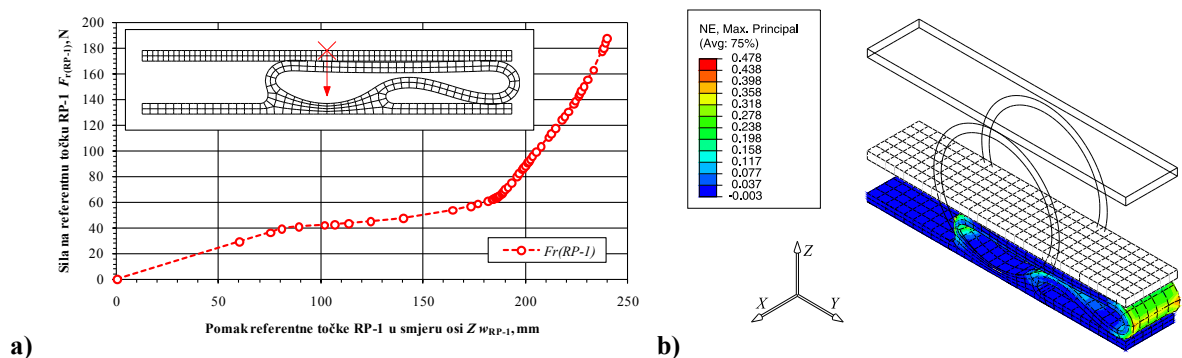 Sila na referentnu točku RP-1 Fr(RP-1), N
200
180
160
140
120
100
80
60
40
20
0
Fr(RP-1)
0 50 100 150 200 250
Pomak referentne točke RP-1 u smjeru osi Z wRP-1, mm
a)
NE, Max. Principal
(Avg: 75%)
0.478
0.438
0.398
0.358
0.318
0.278
0.238
0.198
0.158
0.117
0.077
0.037
-0.003
Z
X
Y
b)